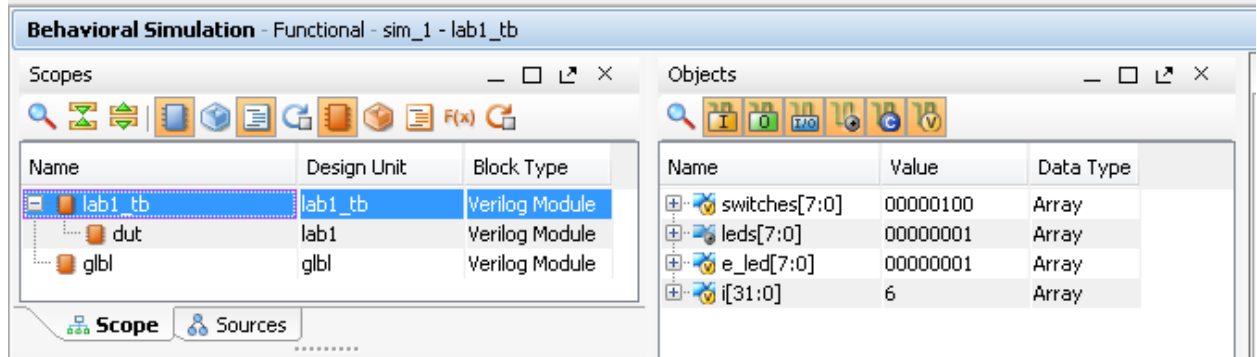 Behavioral Simulation - Functional - sim_1 - lab1_tb
Scopes
F(x)
Name Design Unit Block Type
lab1_tb lab1_tb Verilog Module
dut lab1 Verilog Module
glbl glbl Verilog Module
Scope Sources
Objects
I O I/O C V
Name Value Data Type
switches[7:0] 00000100 Array
leds[7:0] 00000001 Array
e_led[7:0] 00000001 Array
i[31:0] 6 Array